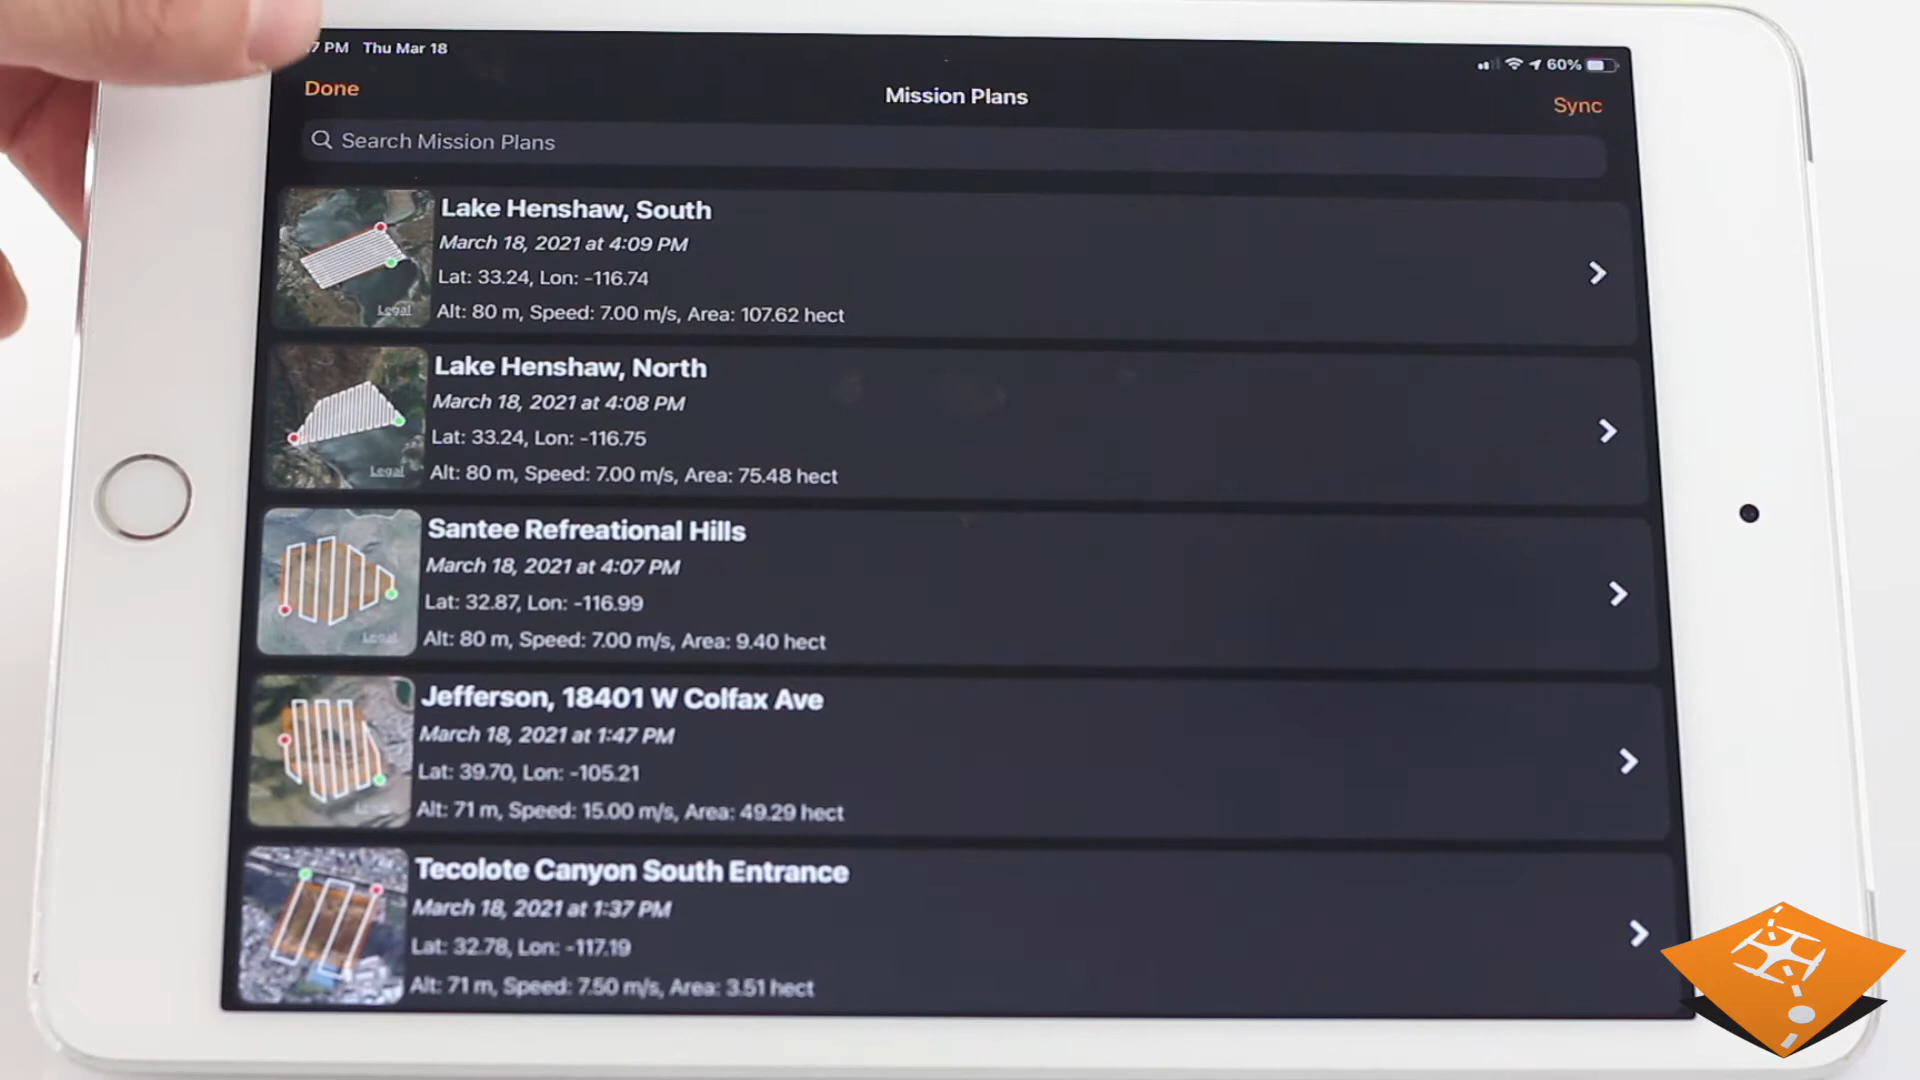 7 PM Thu Mar 18
60%
Done
Mission Plans
Sync
Search Mission Plans
Lake Henshaw, South
March 18, 2021 at 4:09 PM
Lat: 33.24, Lon: -116.74
Alt: 80 m, Speed: 7.00 m/s, Area: 107.62 hect
Legal
Lake Henshaw, North
March 18, 2021 at 4:08 PM
Lat: 33.24, Lon: -116.75
Alt: 80 m, Speed: 7.00 m/s, Area: 75.48 hect
Legal
Santee Refreational Hills
March 18, 2021 at 4:07 PM
Lat: 32.87, Lon: -116.99
Alt: 80 m, Speed: 7.00 m/s, Area: 9.40 hect
Legal
Jefferson, 18401 W Colfax Ave
March 18, 2021 at 1:47 PM
Lat: 39.70, Lon: -105.21
Alt: 71 m, Speed: 15.00 m/s, Area: 49.29 hect
Legal
Tecolote Canyon South Entrance
March 18, 2021 at 1:37 PM
Lat: 32.78, Lon: -117.19
Alt: 71 m, Speed: 7.50 m/s, Area: 3.51 hect